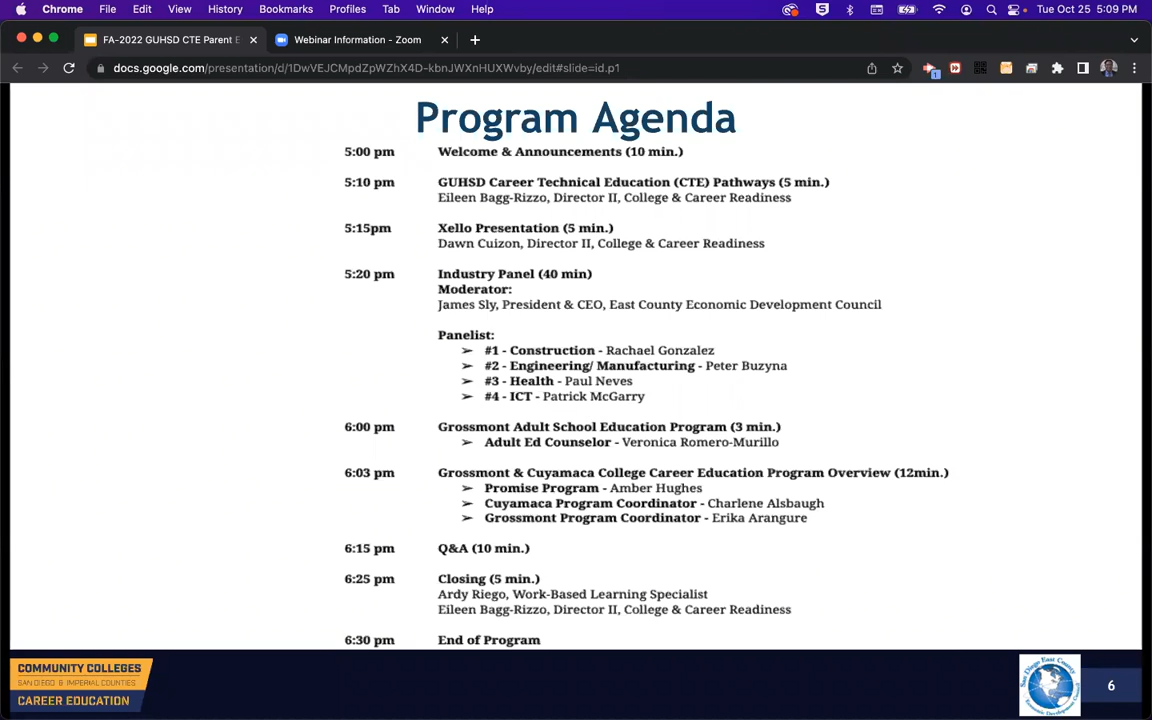 Chrome File Edit View History Bookmarks Profiles Tab Window Help Tue Oct 25 5:09 PM
FA-2022 GUHSD CTE Parent E Webinar Information - Zoom
docs.google.com/presentation/d/1DwVEJCMpdZpWZhX4D-kbnJWXnHUXWvby/edit#slide=id.p1
1
Program Agenda
5:00 pm Welcome & Announcements (10 min.)
5:10 pm GUHSD Career Technical Education (CTE) Pathways (5 min.)
Eileen Bagg-Rizzo, Director II, College & Career Readiness
5:15pm Xello Presentation (5 min.)
Dawn Cuizon, Director II, College & Career Readiness
5:20 pm Industry Panel (40 min)
Moderator:
James Sly, President & CEO, East County Economic Development Council
Panelist:
➢ #1 - Construction - Rachael Gonzalez
➢ #2 - Engineering/ Manufacturing - Peter Buzyna
➢ #3 - Health - Paul Neves
➢ #4 - ICT - Patrick McGarry
6:00 pm Grossmont Adult School Education Program (3 min.)
➢ Adult Ed Counselor - Veronica Romero-Murillo
6:03 pm Grossmont & Cuyamaca College Career Education Program Overview (12min.)
➢ Promise Program - Amber Hughes
➢ Cuyamaca Program Coordinator - Charlene Alsbaugh
➢ Grossmont Program Coordinator - Erika Arangure
6:15 pm Q&A (10 min.)
6:25 pm Closing (5 min.)
Ardy Riego, Work-Based Learning Specialist
Eileen Bagg-Rizzo, Director II, College & Career Readiness
6:30 pm End of Program
COMMUNITY COLLEGES
SAN DIEGO & IMPERIAL COUNTIES
CAREER EDUCATION
San Diego East County
Economic Development
6